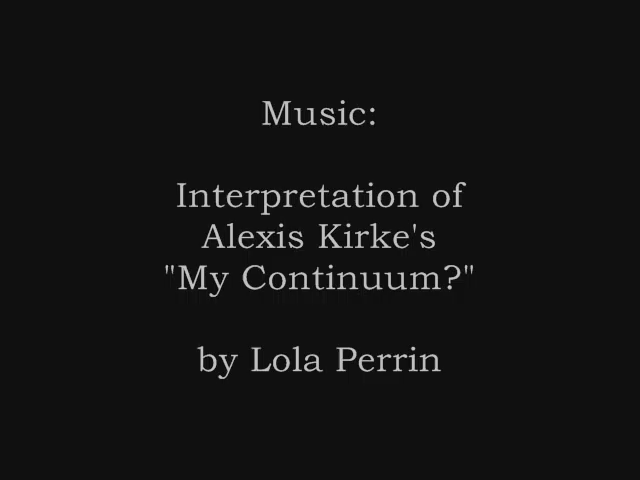 Music:
Interpretation of
Alexis Kirke's
"My Continuum?"
by Lola Perrin